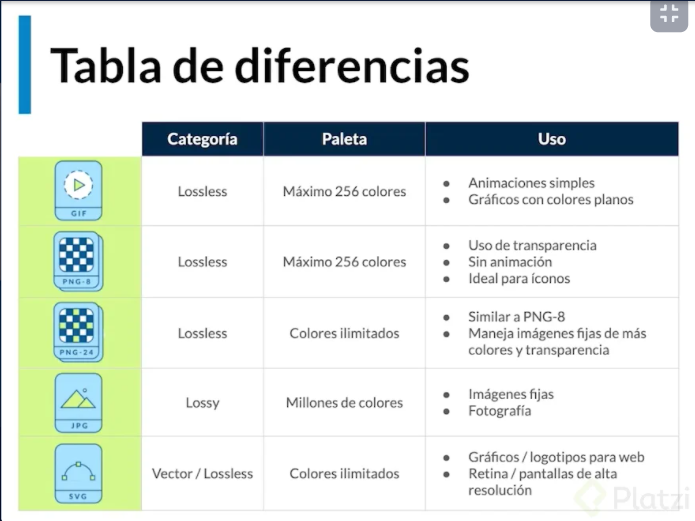 Tabla de diferencias
Categoría Paleta Uso
GIF Lossless Máximo 256 colores
● Animaciones simples
● Gráficos con colores planos
PNG-8 Lossless Máximo 256 colores
● Uso de transparencia
● Sin animación
● Ideal para íconos
PNG-24 Lossless Colores ilimitados
● Similar a PNG-8
● Maneja imágenes fijas de más
colores y transparencia
JPG Lossy Millones de colores
● Imágenes fijas
● Fotografía
SVG Vector / Lossless Colores ilimitados
● Gráficos / logotipos para web
● Retina / pantallas de alta
resolución
Platzi